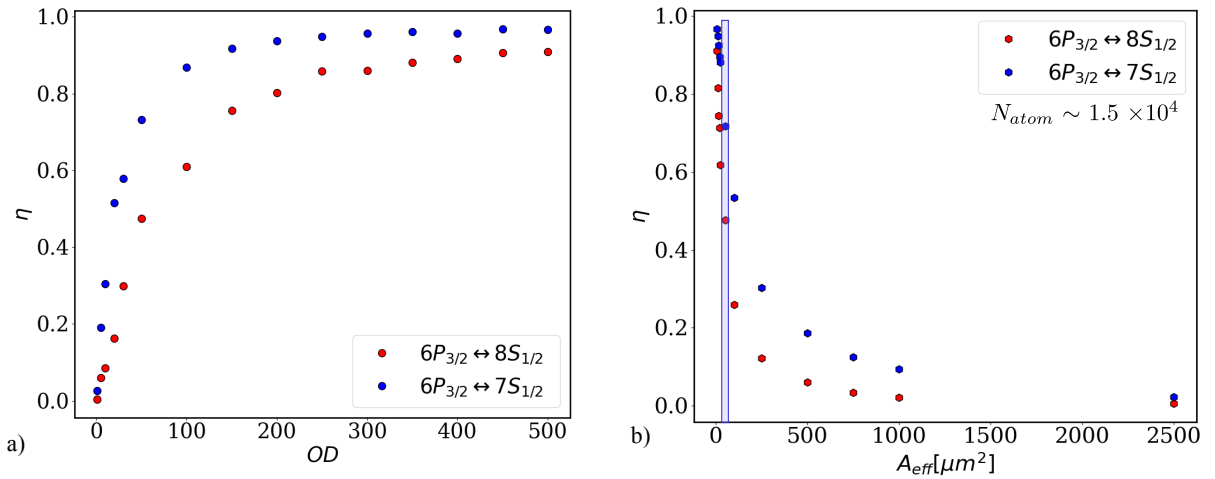 1.0
0.8
0.6
0.4
0.2
0.0
η
0 100 200 300 400 500
OD
6P3/2↔8S1/2
6P3/2↔7S1/2
a)
1.0
0.8
0.6
0.4
0.2
0.0
η
0 500 1000 1500 2000 2500
Aeff[μm²]
6P3/2↔8S1/2
6P3/2↔7S1/2
Natom ∼ 1.5 ×10⁴
b)